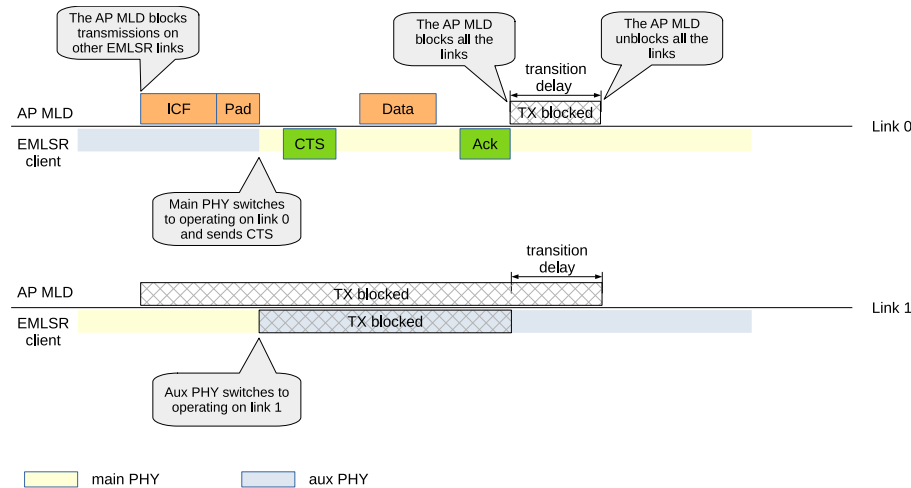 The AP MLD blocks
transmissions on
other EMLSR links
The AP MLD
blocks all the
links
The AP MLD
unblocks all the
links
transition
delay
AP MLD
ICF
Pad
Data
TX blocked
Link 0
EMLSR
client
CTS
Ack
Main PHY switches
to operating on link 0
and sends CTS
transition
delay
AP MLD
TX blocked
Link 1
EMLSR
client
TX blocked
Aux PHY switches to
operating on link 1
main PHY
aux PHY